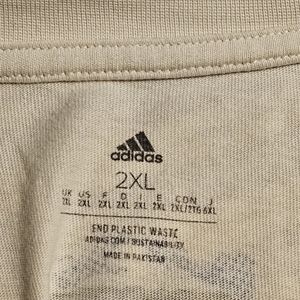 adidas
2XL
UK US F D I E CON J
2XL 2XL 2XL 2XL 2XL 2XL 2XL/2TG 6XL
END PLASTIC WASTE
ADIDAS.COM/SUSTAINABILITY
MADE IN PAKISTAN